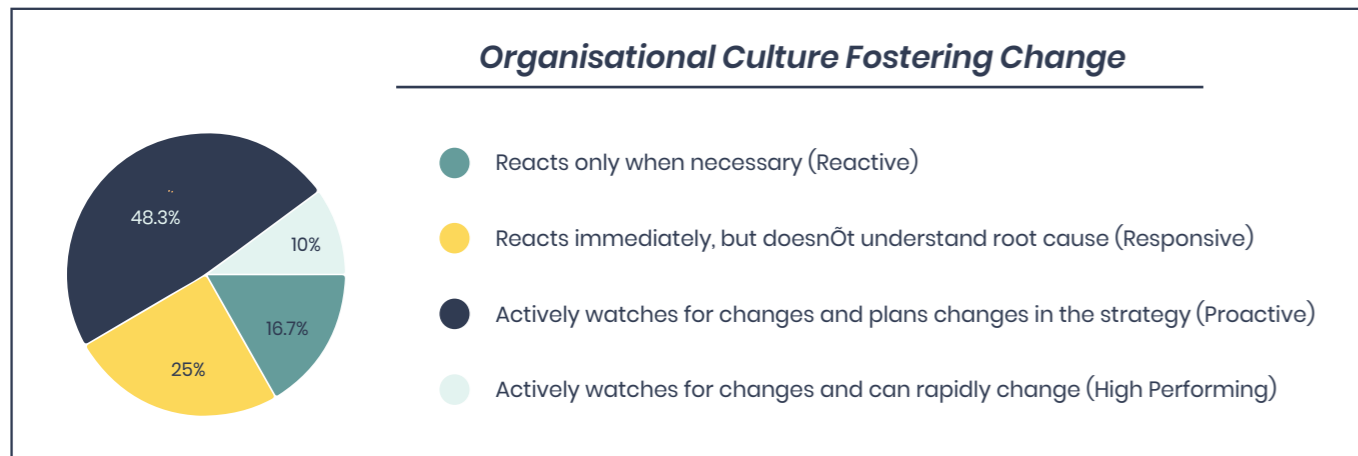 Organisational Culture Fostering Change
48.3%
10%
16.7%
25%
Reacts only when necessary (Reactive)
Reacts immediately, but doesnÕt understand root cause (Responsive)
Actively watches for changes and plans changes in the strategy (Proactive)
Actively watches for changes and can rapidly change (High Performing)